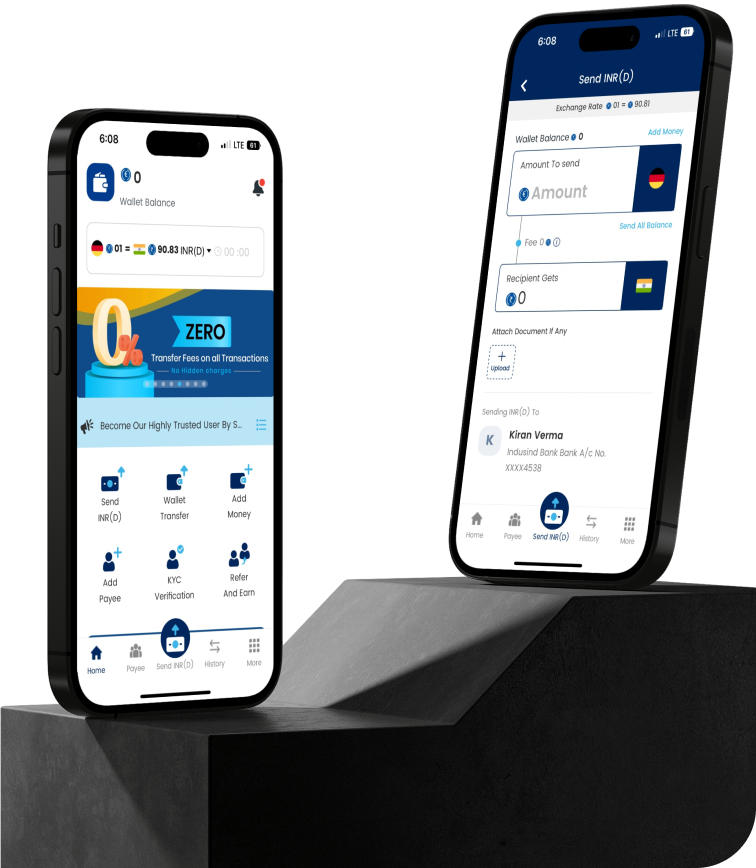 6:08
LTE 61
0
Wallet Balance
01 = 90.83 INR(D) 00 :00
0%
ZERO
Transfer Fees on all Transactions
No Hidden charges
Become Our Highly Trusted User By S...
Send INR(D)
Wallet Transfer
Add Money
Add Payee
KYC Verification
Refer And Earn
Home
Payee
Send INR(D)
History
More
6:08
LTE 61
Send INR(D)
Exchange Rate 01 = 90.81
Wallet Balance 0
Add Money
Amount To send
Amount
Send All Balance
Fee 0
Recipient Gets
0
Attach Document If Any
+
Upload
Sending INR(D) To
K
Kiran Verma
Indusind Bank Bank A/c No.
XXXX4538
Home
Payee
Send INR(D)
History
More